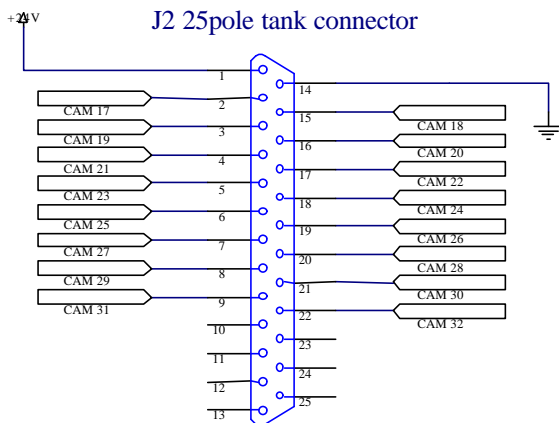 J2 25pole tank connector
+24V
1
14
2
CAM 17
15
CAM 18
3
CAM 19
16
CAM 20
4
CAM 21
17
CAM 22
5
CAM 23
18
CAM 24
6
CAM 25
19
CAM 26
7
CAM 27
20
CAM 28
8
CAM 29
21
CAM 30
9
CAM 31
22
CAM 32
10
23
11
24
12
25
13